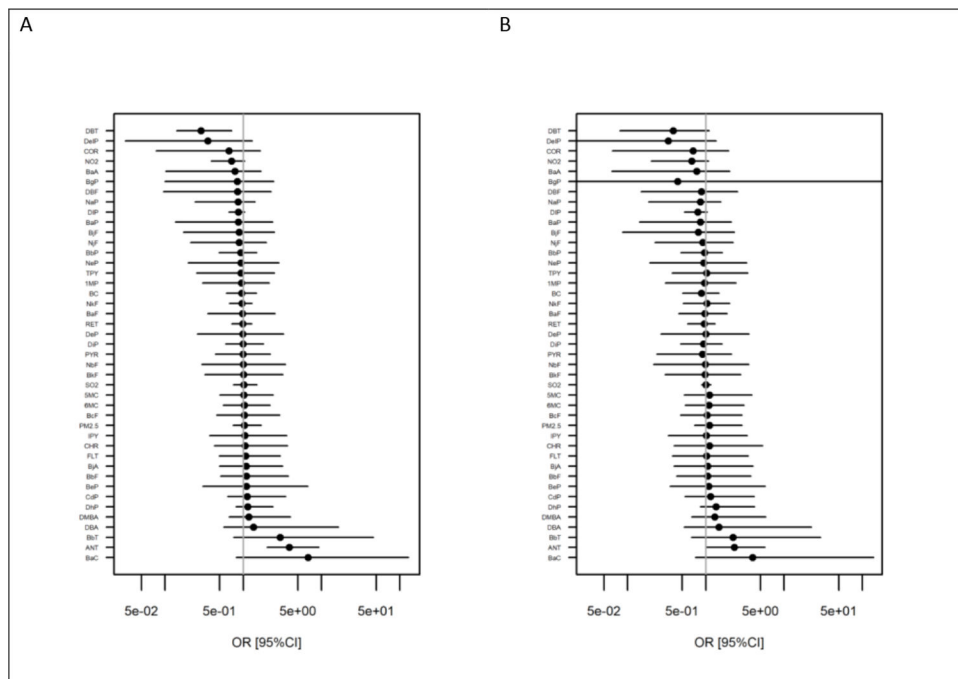 A
DBT
DelP
COR
NO2
BaA
BgP
DBF
NaP
DlP
BaP
BjF
NjF
BbP
NeP
TPY
1MP
BC
NkF
BaF
RET
DeP
DiP
PYR
NbF
BkF
SO2
5MC
6MC
BcF
PM2.5
IPY
CHR
FLT
BjA
BbF
BeP
CdP
DhP
DMBA
DBA
BbT
ANT
BaC
5e-02 5e-01 5e+00 5e+01
OR [95%CI]
B
DBT
DelP
COR
NO2
BaA
BgP
DBF
NaP
DlP
BaP
BjF
NjF
BbP
NeP
TPY
1MP
BC
NkF
BaF
RET
DeP
DiP
PYR
NbF
BkF
SO2
5MC
6MC
BcF
PM2.5
IPY
CHR
FLT
BjA
BbF
BeP
CdP
DhP
DMBA
DBA
BbT
ANT
BaC
5e-02 5e-01 5e+00 5e+01
OR [95%CI]